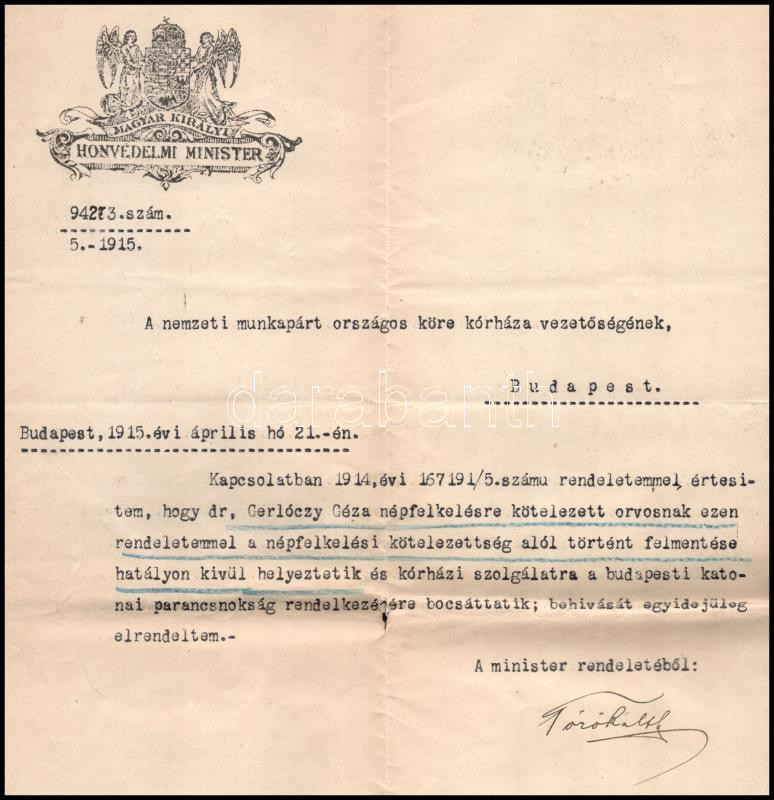 MAGYAR KIRÁLYI
HONVÉDELMI MINISTER
94273.szám.
5.-1915.
A nemzeti munkapárt országos köre kórháza vezetőségének,
Budapest.
darabanth
Budapest, 1915.évi április hó 21.-én.
Kapcsolatban 1914,évi 167191/5.számu rendeletemmel értesi-
tem, hogy dr, Gerlóczy Géza népfelkelésre kötelezett orvosnak ezen
rendeletemmel a népfelkelési kötelezettség alól történt felmentése
hatályon kivül helyeztetik és kórházi szolgálatra a budapesti kato-
nai parancsnokság rendelkezésére bocsáttatik; behivását egyidejüleg
elrendeltem.-
A minister rendeletéből: